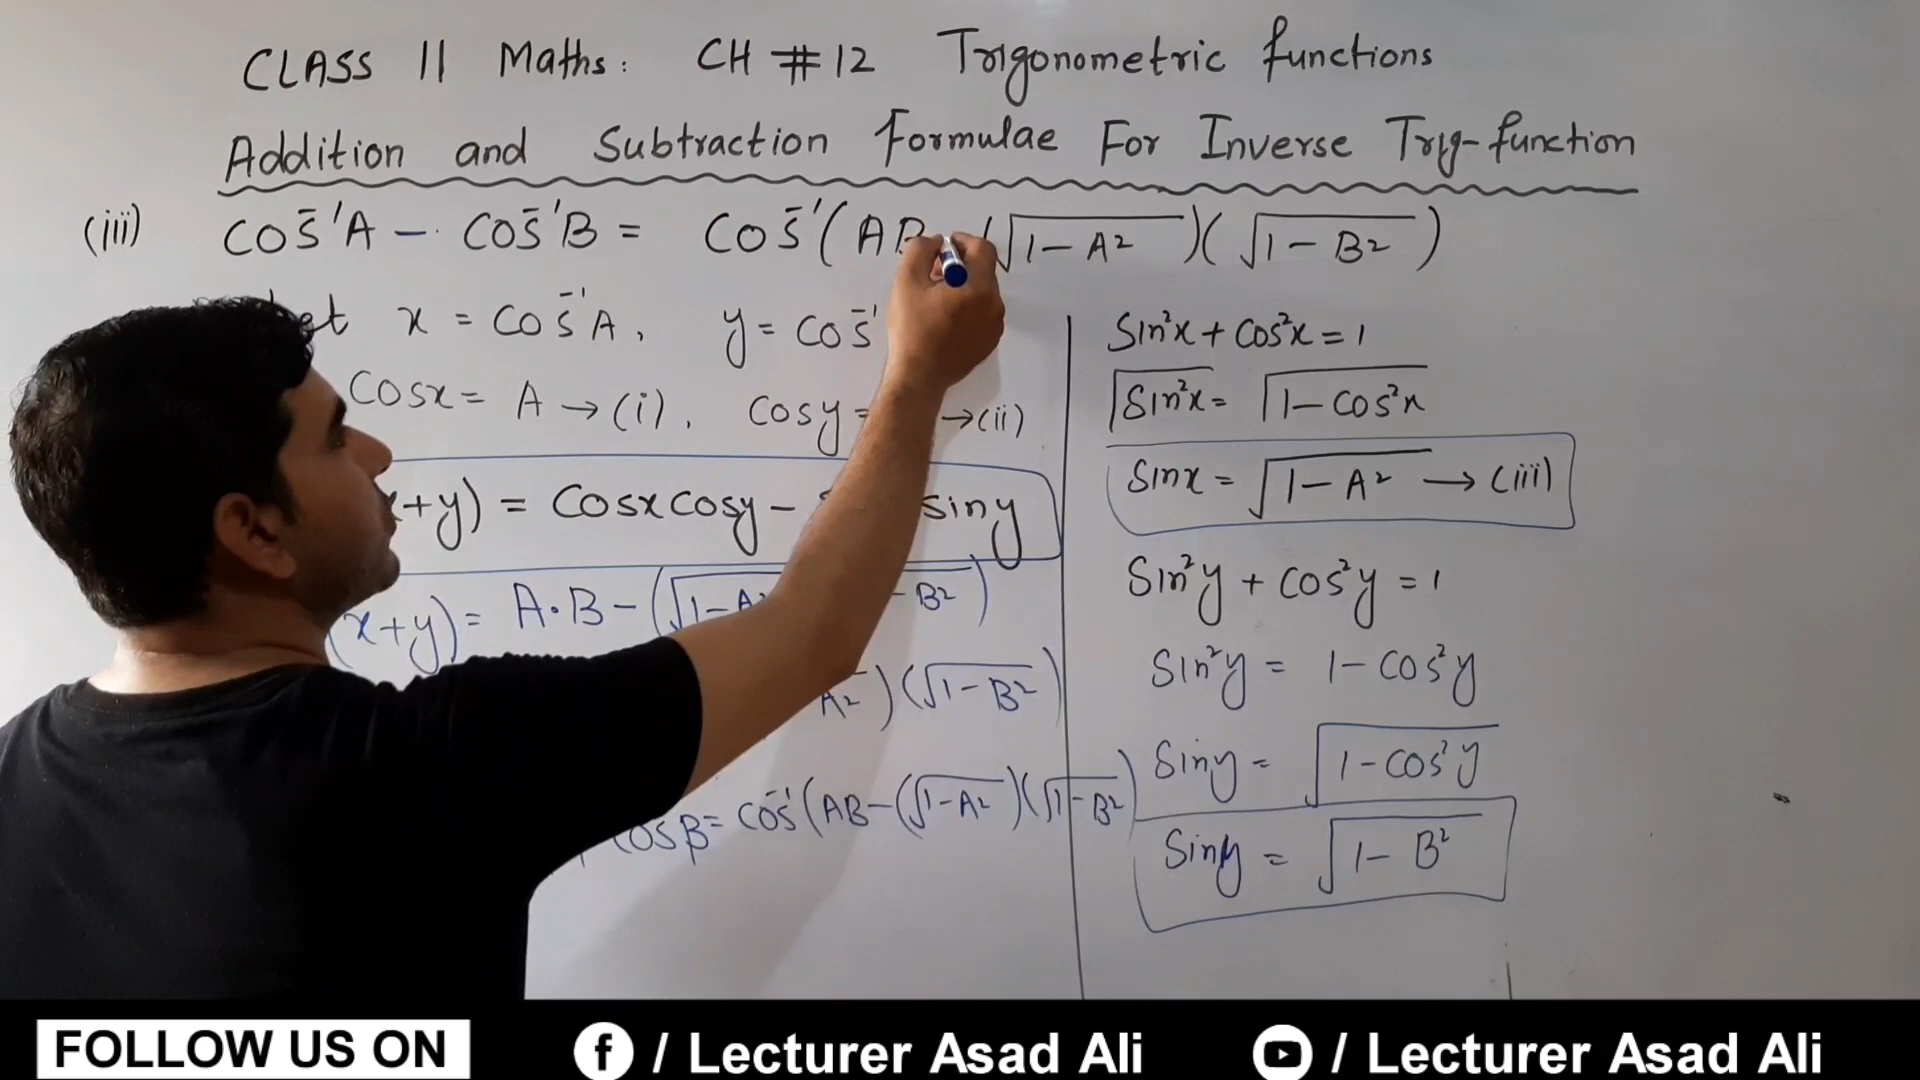 CLASS 11 Maths: CH # 12 Trigonometric functions
Addition and Subtraction Formulae For Inverse Trig-function
(iii) Cos⁻¹A - Cos⁻¹B = Cos⁻¹(AB (√1-A²)(√1-B²)
x = Cos⁻¹A, y = Cos⁻¹
Cosx = A → (i), Cosy = → (ii)
+y) = Cosx Cosy - siny
(x+y) = A·B - (√1-A² -B²)
A²)(√1-B²)
CosB = Cos⁻¹(AB-(√1-A²)(√1-B²)
Sin²x + Cos²x = 1
√Sin²x = √1-Cos²x
Sinx = √1-A² → (iii)
Sin²y + Cos²y = 1
Sin²y = 1-Cos²y
Siny = √1-Cos²y
Siny = √1-B²
FOLLOW US ON f / Lecturer Asad Ali / Lecturer Asad Ali